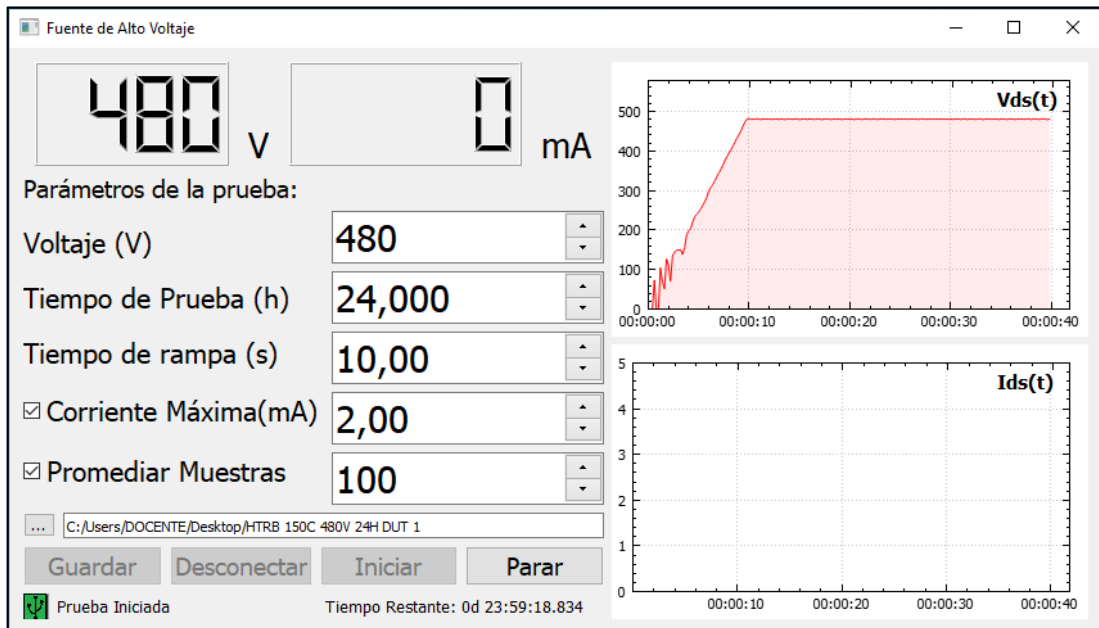 Fuente de Alto Voltaje
480 V
0 mA
Parámetros de la prueba:
Voltaje (V) 480
Tiempo de Prueba (h) 24,000
Tiempo de rampa (s) 10,00
Corriente Máxima(mA) 2,00
Promediar Muestras 100
... C:/Users/DOCENTE/Desktop/HTRB 150C 480V 24H DUT 1
Guardar Desconectar Iniciar Parar
Prueba Iniciada Tiempo Restante: 0d 23:59:18.834
Vds(t)
500
400
300
200
100
0
00:00:00 00:00:10 00:00:20 00:00:30 00:00:40
Ids(t)
5
4
3
2
1
0
00:00:10 00:00:20 00:00:30 00:00:40